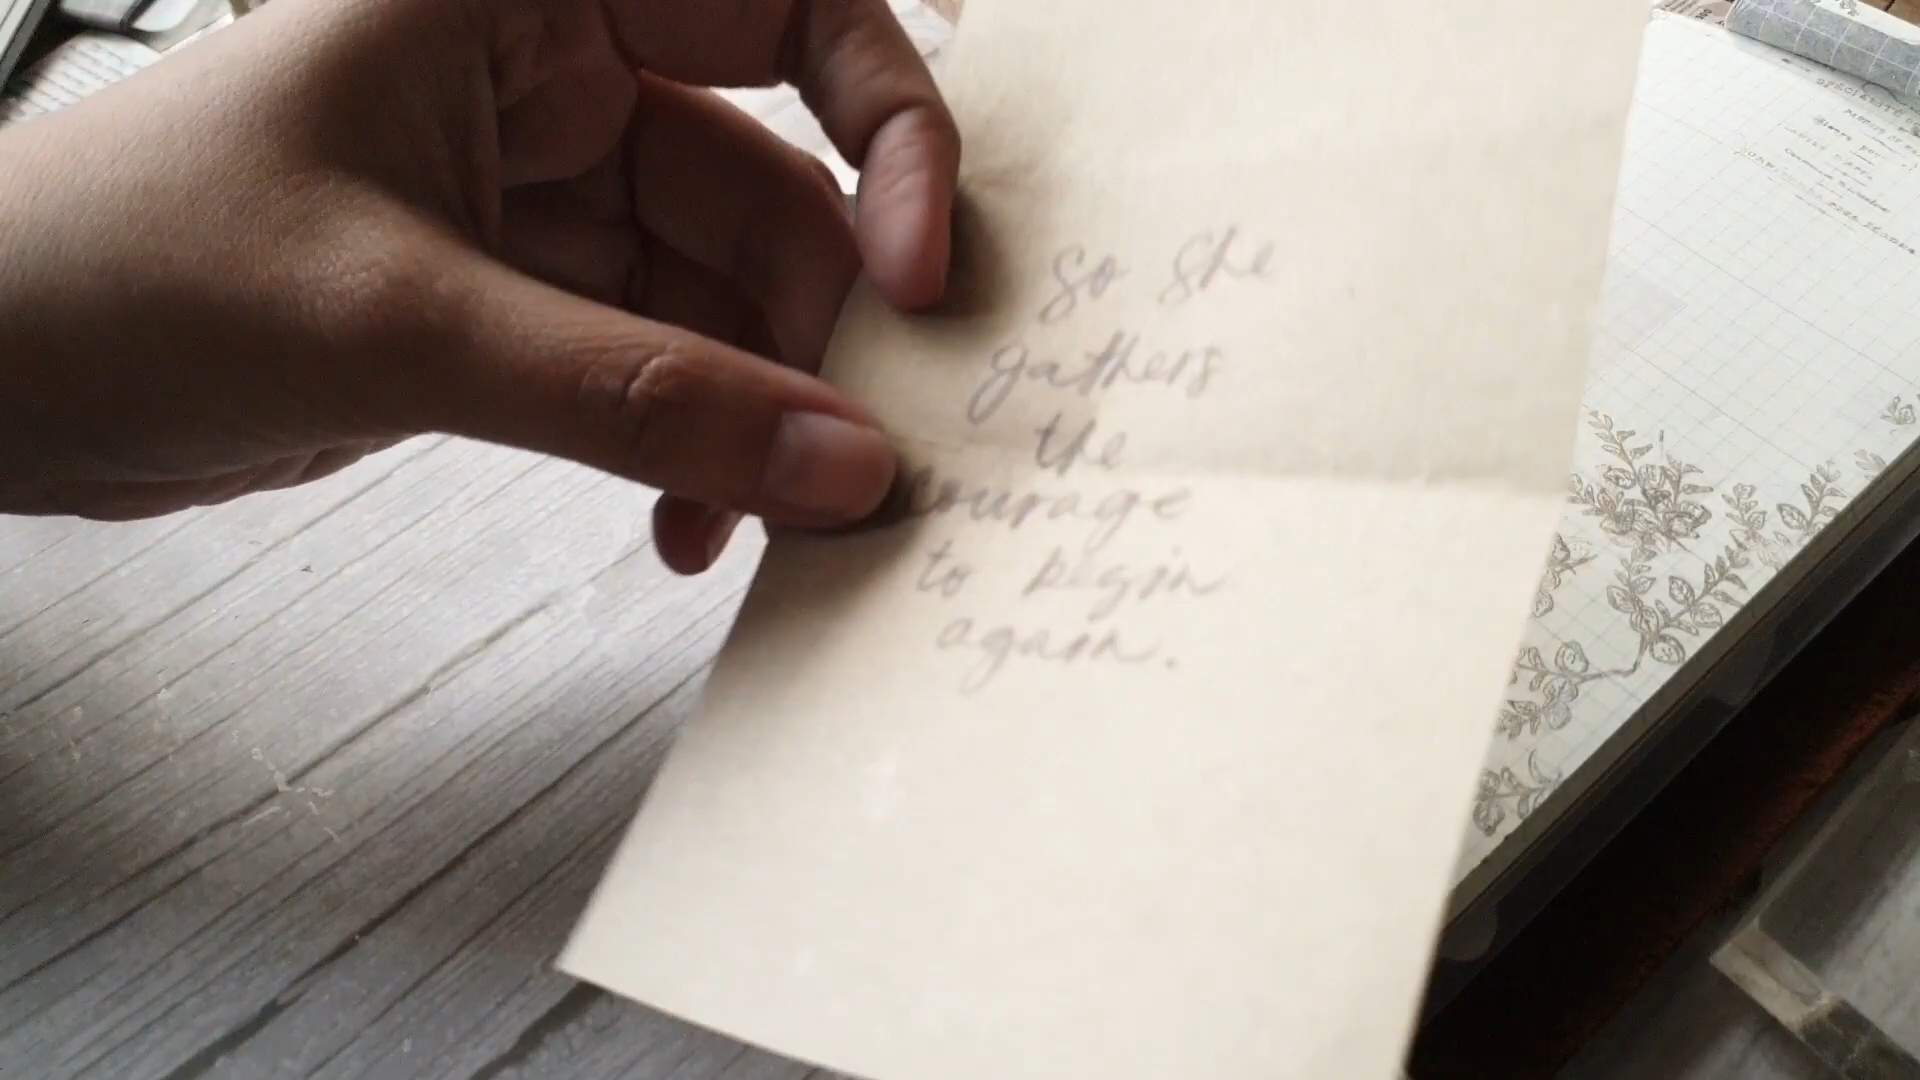 so she
gathers
the
courage
to begin
again.